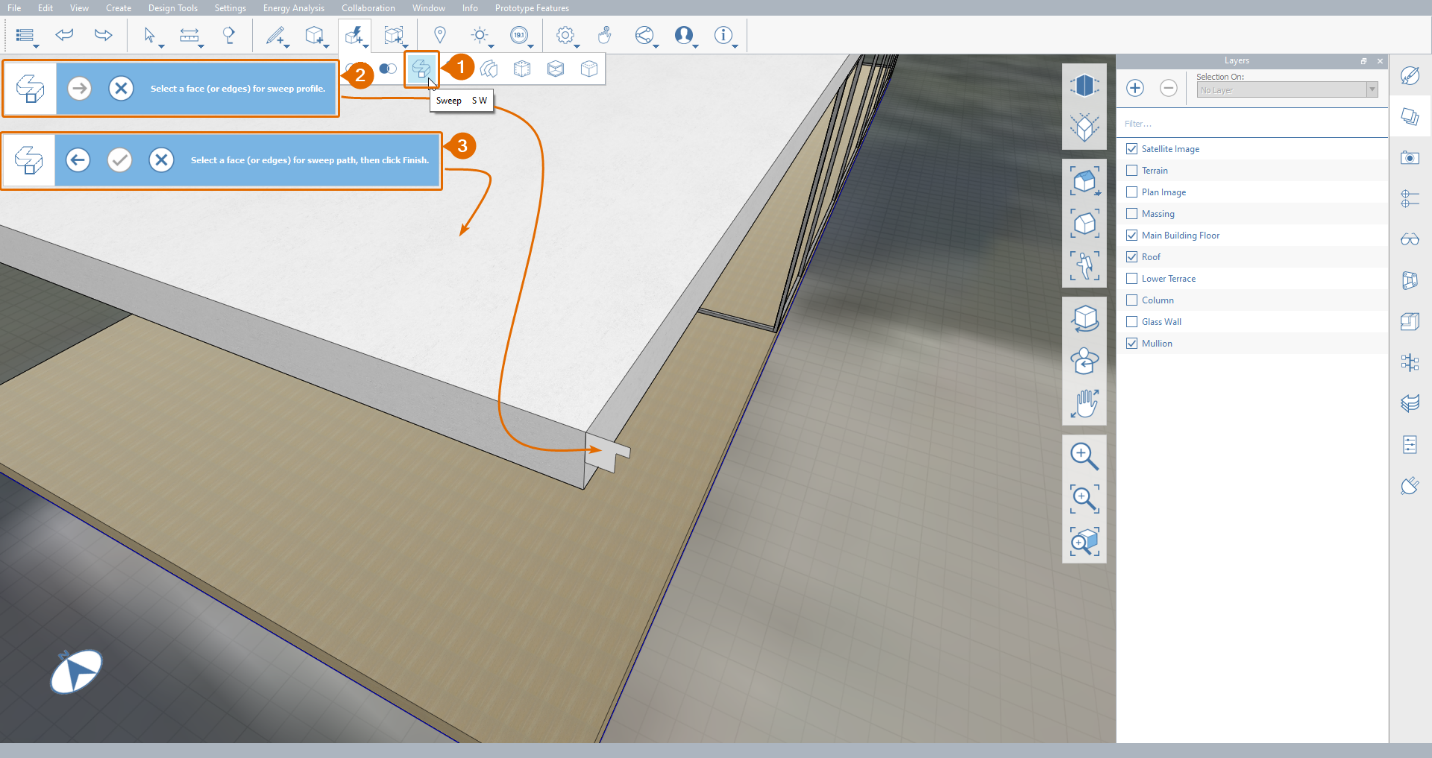 File Edit View Create Design Tools Settings Energy Analysis Collaboration Window Info Prototype Features
193
Layers
1
2
Select a face (or edges) for sweep profile.
Sweep S W
3
Select a face (or edges) for sweep path, then click Finish.
Selection On:
No Layer
Filter...
Satellite Image
Terrain
Plan Image
Massing
Main Building Floor
Roof
Lower Terrace
Column
Glass Wall
Mullion
N